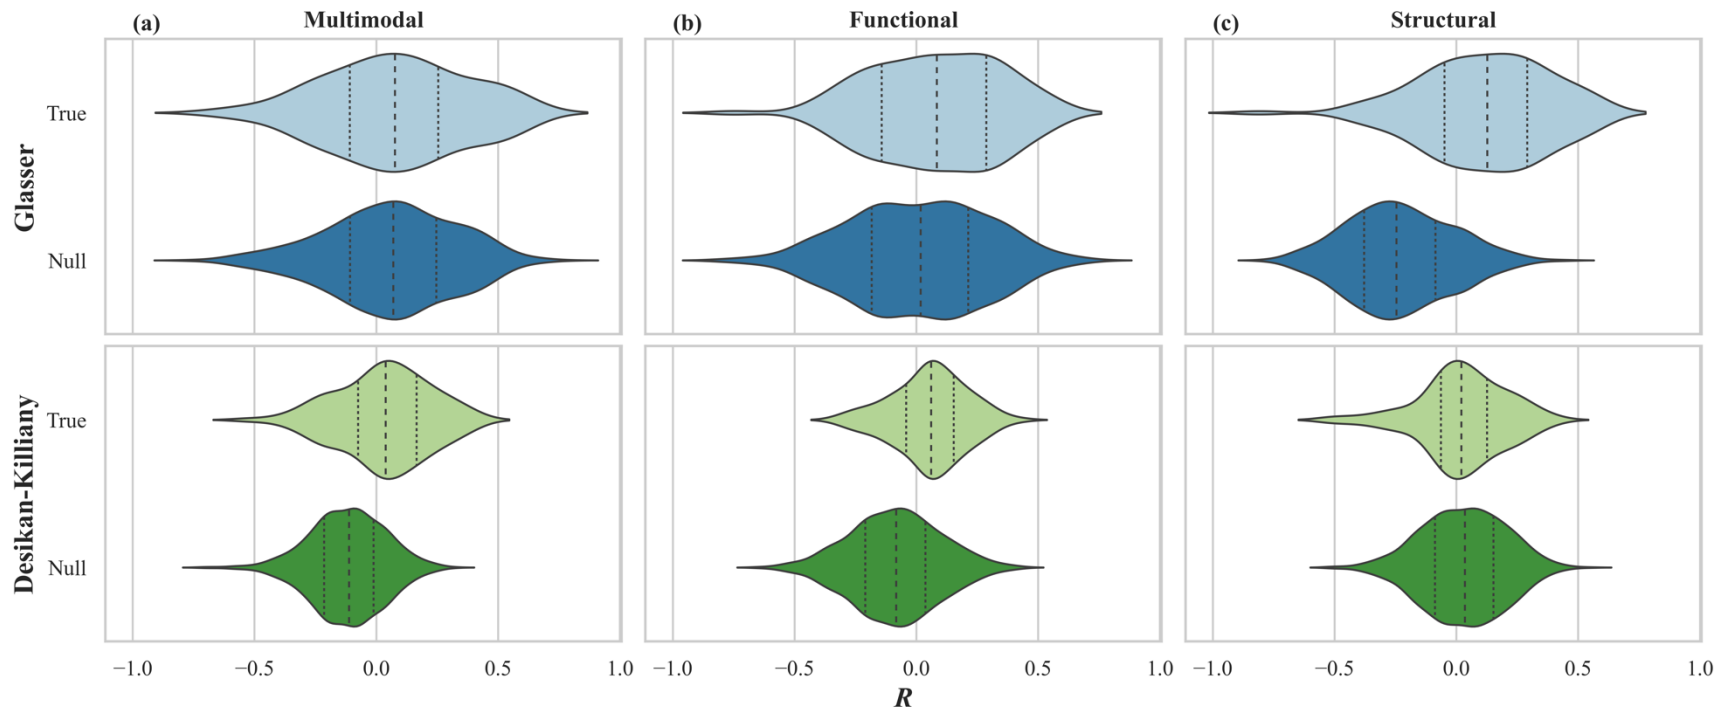 (a) Multimodal (b) Functional (c) Structural
Glasser
True
Null
Desikan-Killiany
True
Null
−1.0 −0.5 0.0 0.5 1.0 −1.0 −0.5 0.0 0.5 1.0 −1.0 −0.5 0.0 0.5 1.0
R